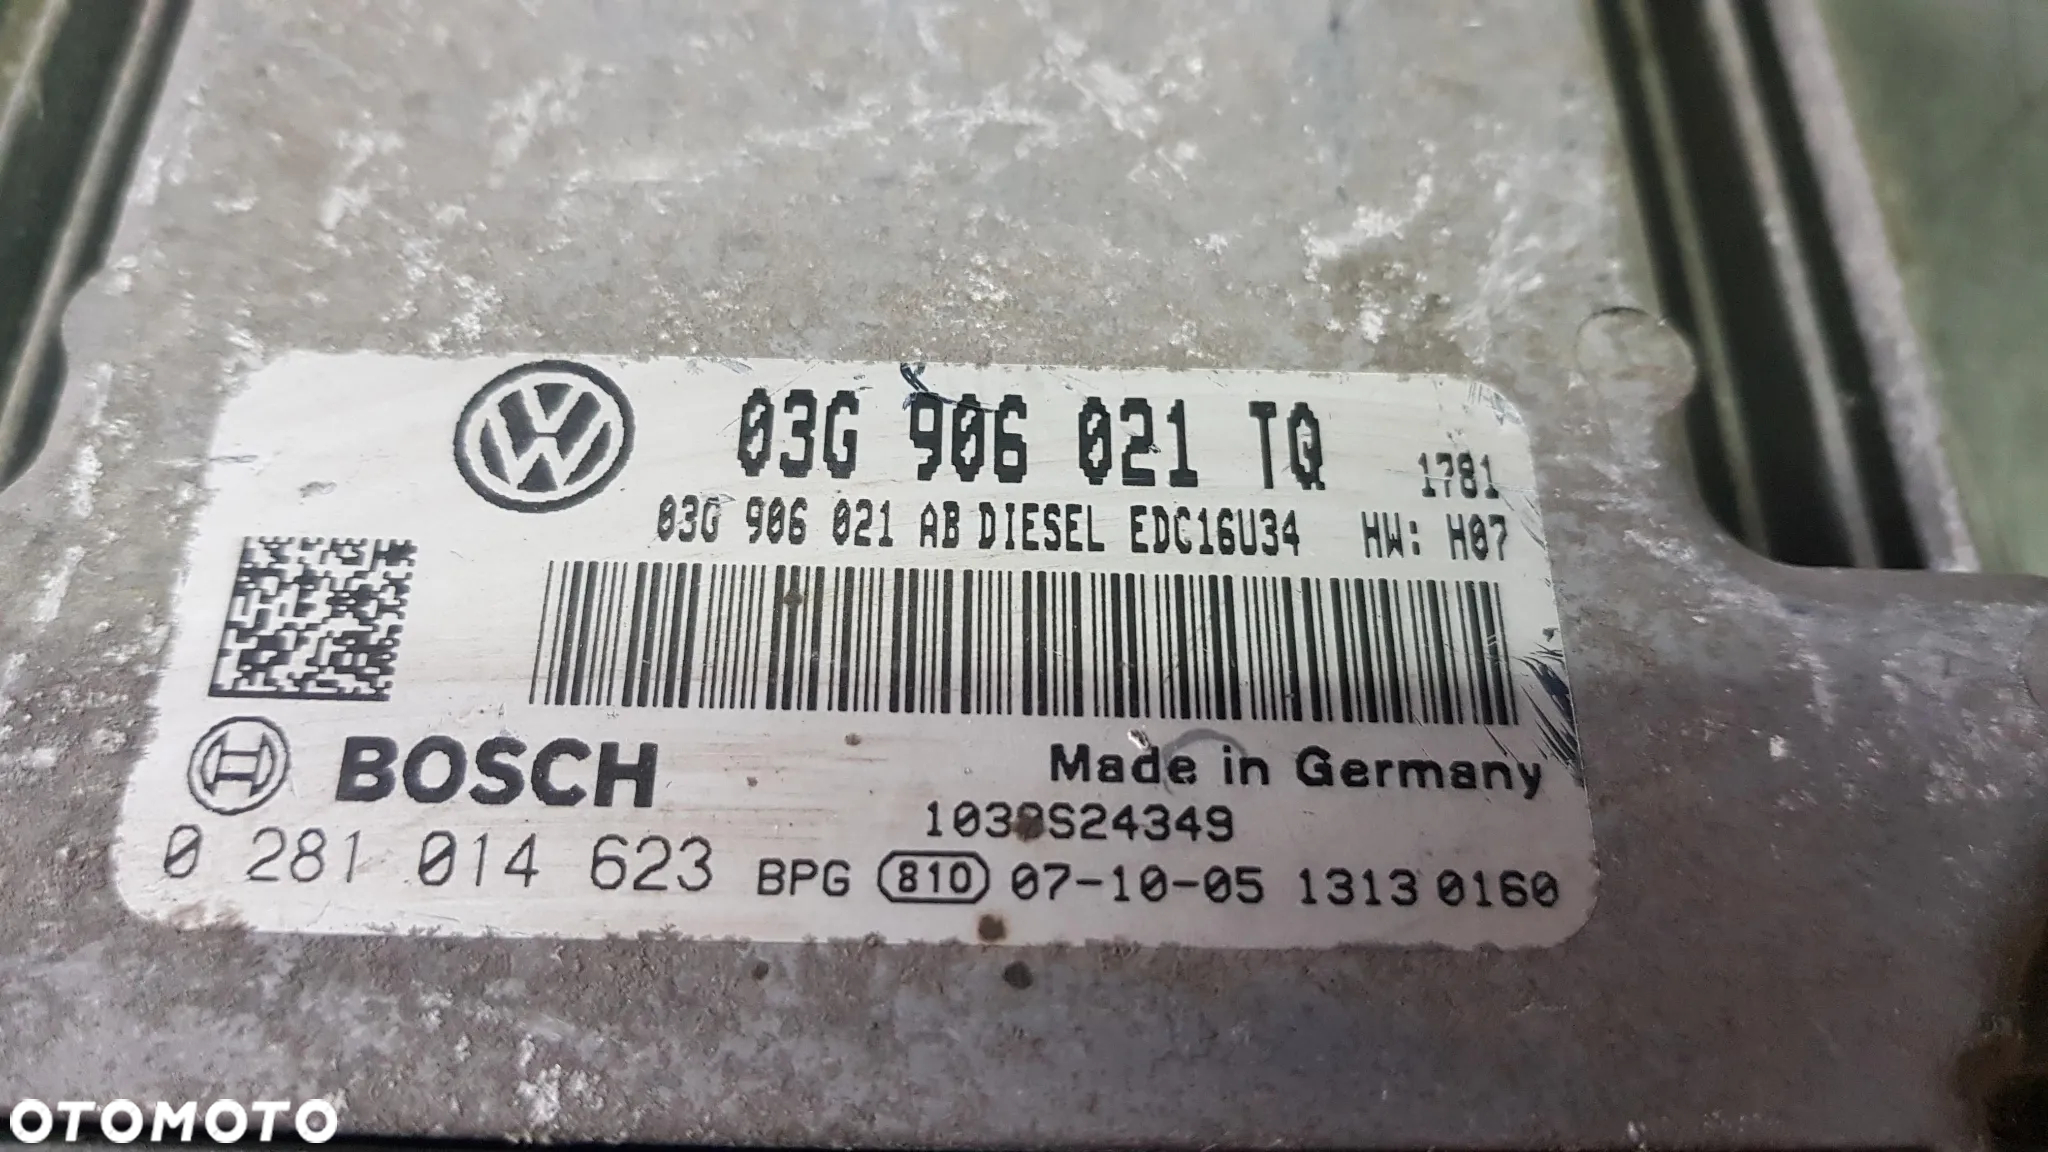 03G 906 021 TQ 1781
03G 906 021 AB DIESEL EDC16U34 HW: H07
BOSCH
Made in Germany
1039S24349
0 281 014 623 BPG 810 07-10-05 1313 0160
OTOMOTO